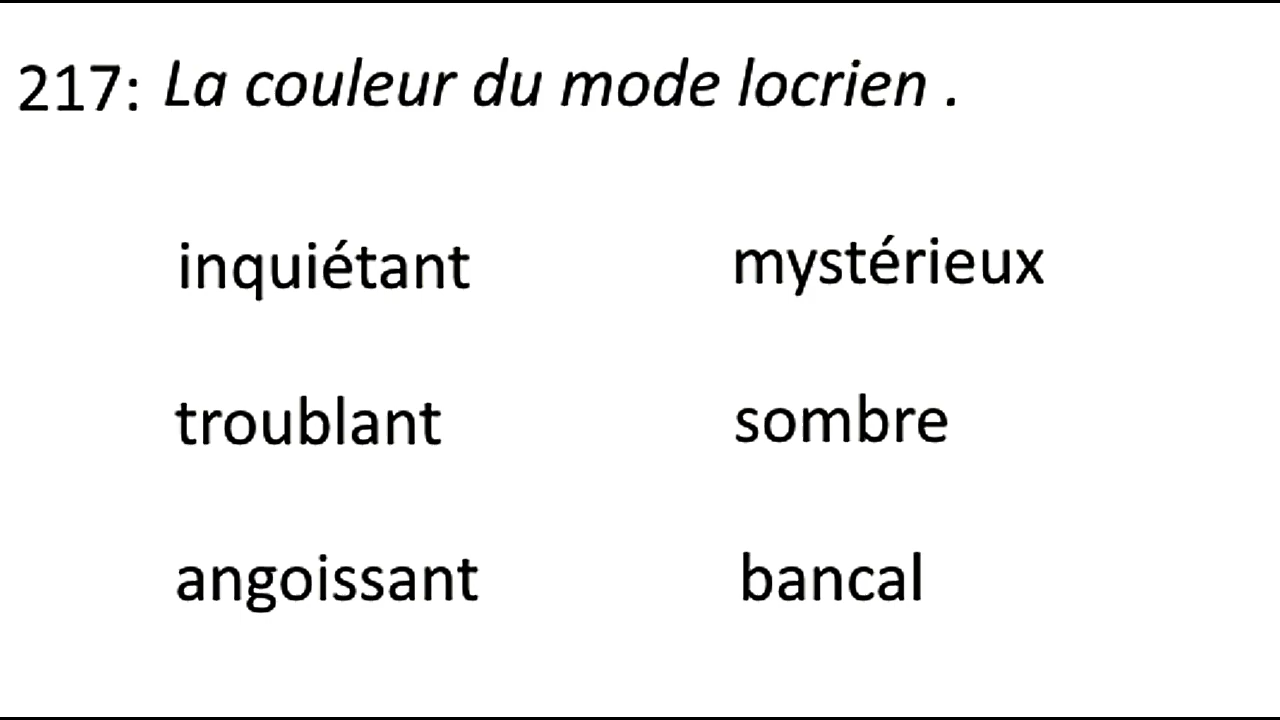 217: La couleur du mode locrien .
inquiétant mystérieux
troublant sombre
angoissant bancal